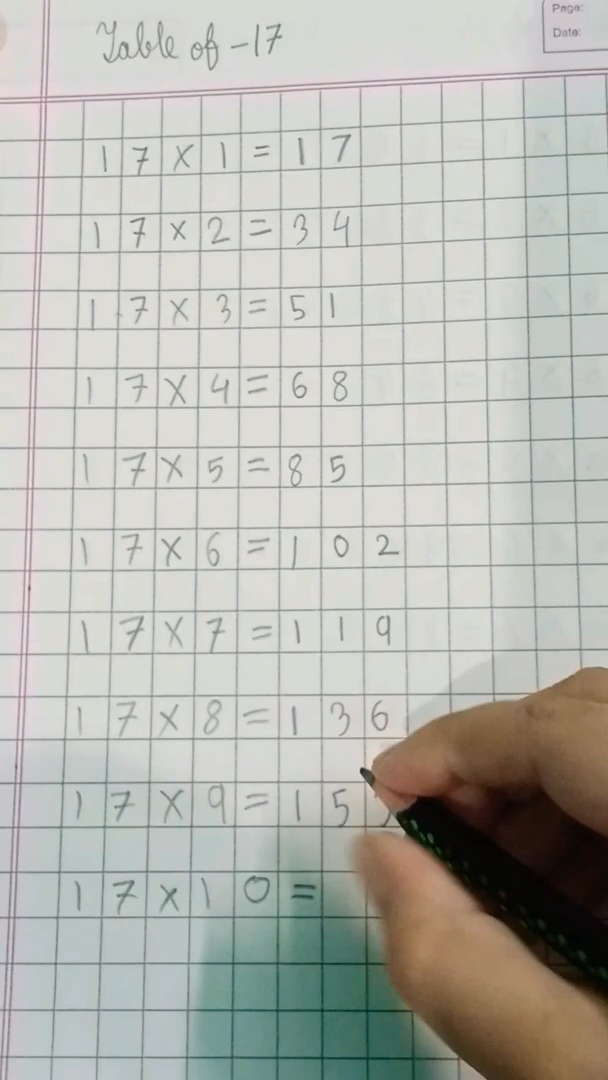 Page:
Date:
Table of -17
17 × 1 = 17
17 × 2 = 34
17 × 3 = 51
17 × 4 = 68
17 × 5 = 85
17 × 6 = 102
17 × 7 = 119
17 × 8 = 136
17 × 9 = 15
17 × 10 =